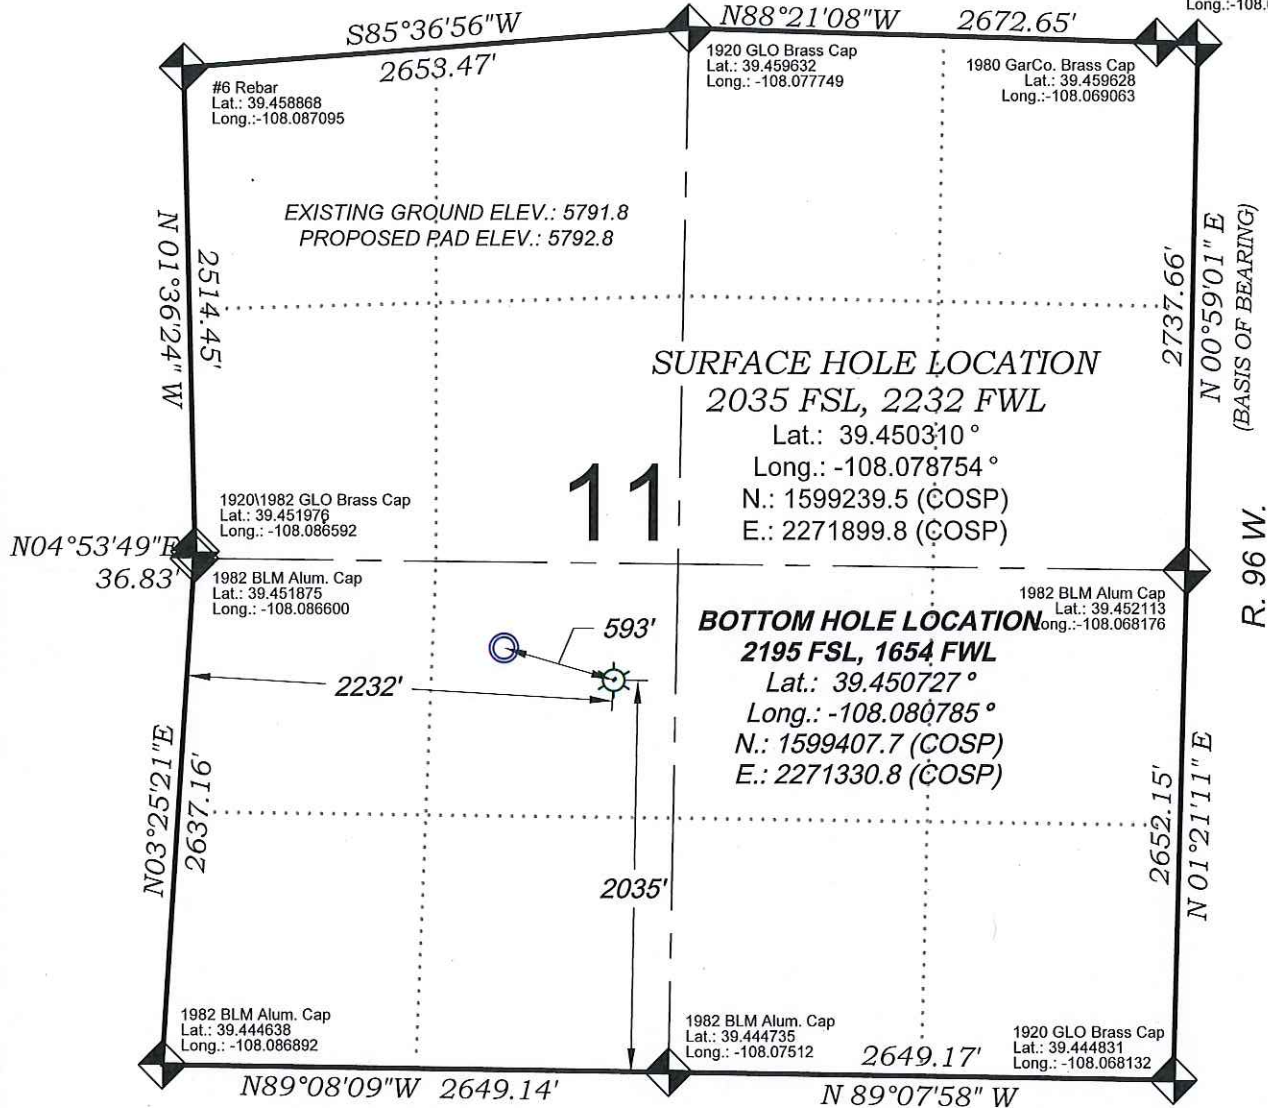 Long.:-108.0
S85°36'56"W
2653.47'
N88°21'08"W 2672.65'
#6 Rebar
Lat.: 39.458868
Long.:-108.087095
1920 GLO Brass Cap
Lat.: 39.459632
Long.: -108.077749
1980 GarCo. Brass Cap
Lat.: 39.459628
Long.:-108.069063
EXISTING GROUND ELEV.: 5791.8
PROPOSED PAD ELEV.: 5792.8
N 01°36'24" W
2514.45'
2737.66'
N 00°59'01" E
(BASIS OF BEARING)
SURFACE HOLE LOCATION
2035 FSL, 2232 FWL
Lat.: 39.450310 °
Long.: -108.078754 °
N.: 1599239.5 (COSP)
E.: 2271899.8 (COSP)
11
1920\1982 GLO Brass Cap
Lat.: 39.451976
Long.: -108.086592
N04°53'49"E
36.83'
1982 BLM Alum. Cap
Lat.: 39.451875
Long.: -108.086600
1982 BLM Alum Cap
Lat.: 39.452113
Long.:-108.068176
R. 96 W.
BOTTOM HOLE LOCATION
2195 FSL, 1654 FWL
Lat.: 39.450727 °
Long.: -108.080785 °
N.: 1599407.7 (COSP)
E.: 2271330.8 (COSP)
593'
2232'
2035'
N03°25'21"E
2637.16'
2652.15'
N 01°21'11" E
1982 BLM Alum. Cap
Lat.: 39.444638
Long.: -108.086892
1982 BLM Alum. Cap
Lat.: 39.444735
Long.: -108.07512
1920 GLO Brass Cap
Lat.: 39.444831
Long.: -108.068132
N89°08'09"W 2649.14'
2649.17'
N 89°07'58" W